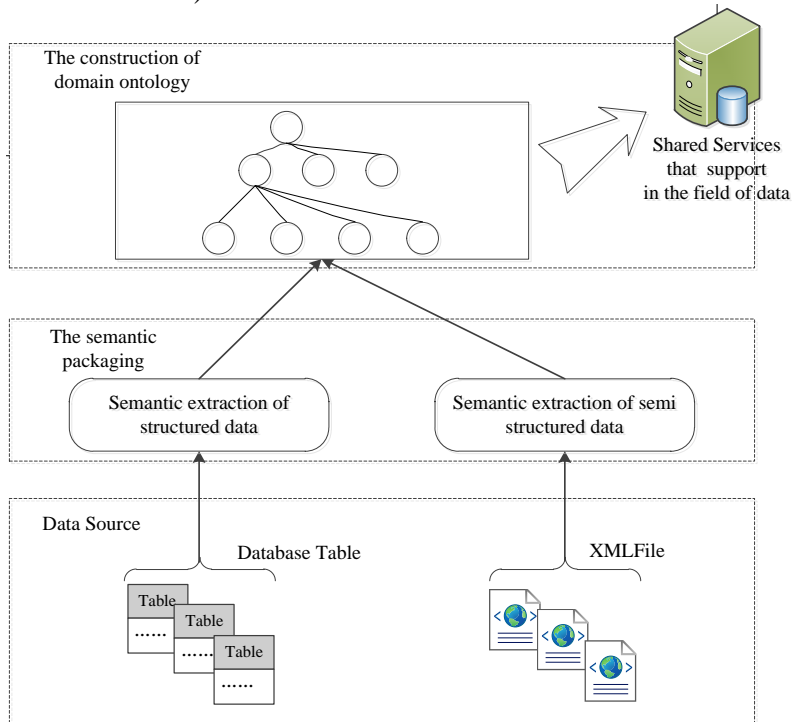 The construction of
domain ontology
Shared Services
that support
in the field of data
The semantic
packaging
Semantic extraction of
structured data
Semantic extraction of semi
structured data
Data Source
Database Table
XMLFile
Table
......
Table
......
Table
......